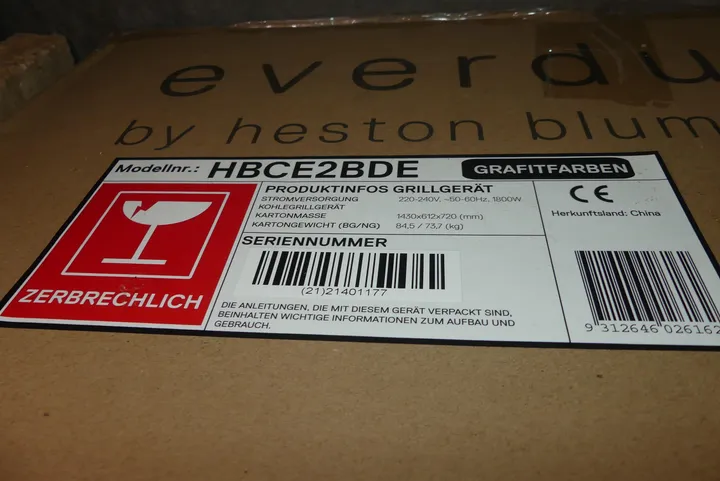 everdu
by heston blum
Modellnr.: HBCE2BDE GRAFITFARBEN
PRODUKTINFOS GRILLGERÄT
STROMVERSORGUNG 220-240V, ~50-60Hz, 1800W
KOHLEGRILLGERÄT
KARTONMASSE 1430x612x720 (mm)
KARTONGEWICHT (BG/NG) 84,5 / 73,7 (kg)
SERIENNUMMER
(21)21401177
DIE ANLEITUNGEN, DIE MIT DIESEM GERÄT VERPACKT SIND,
BEINHALTEN WICHTIGE INFORMATIONEN ZUM AUFBAU UND
GEBRAUCH.
ZERBRECHLICH
CE
Herkunftsland: China
9 312646 026162